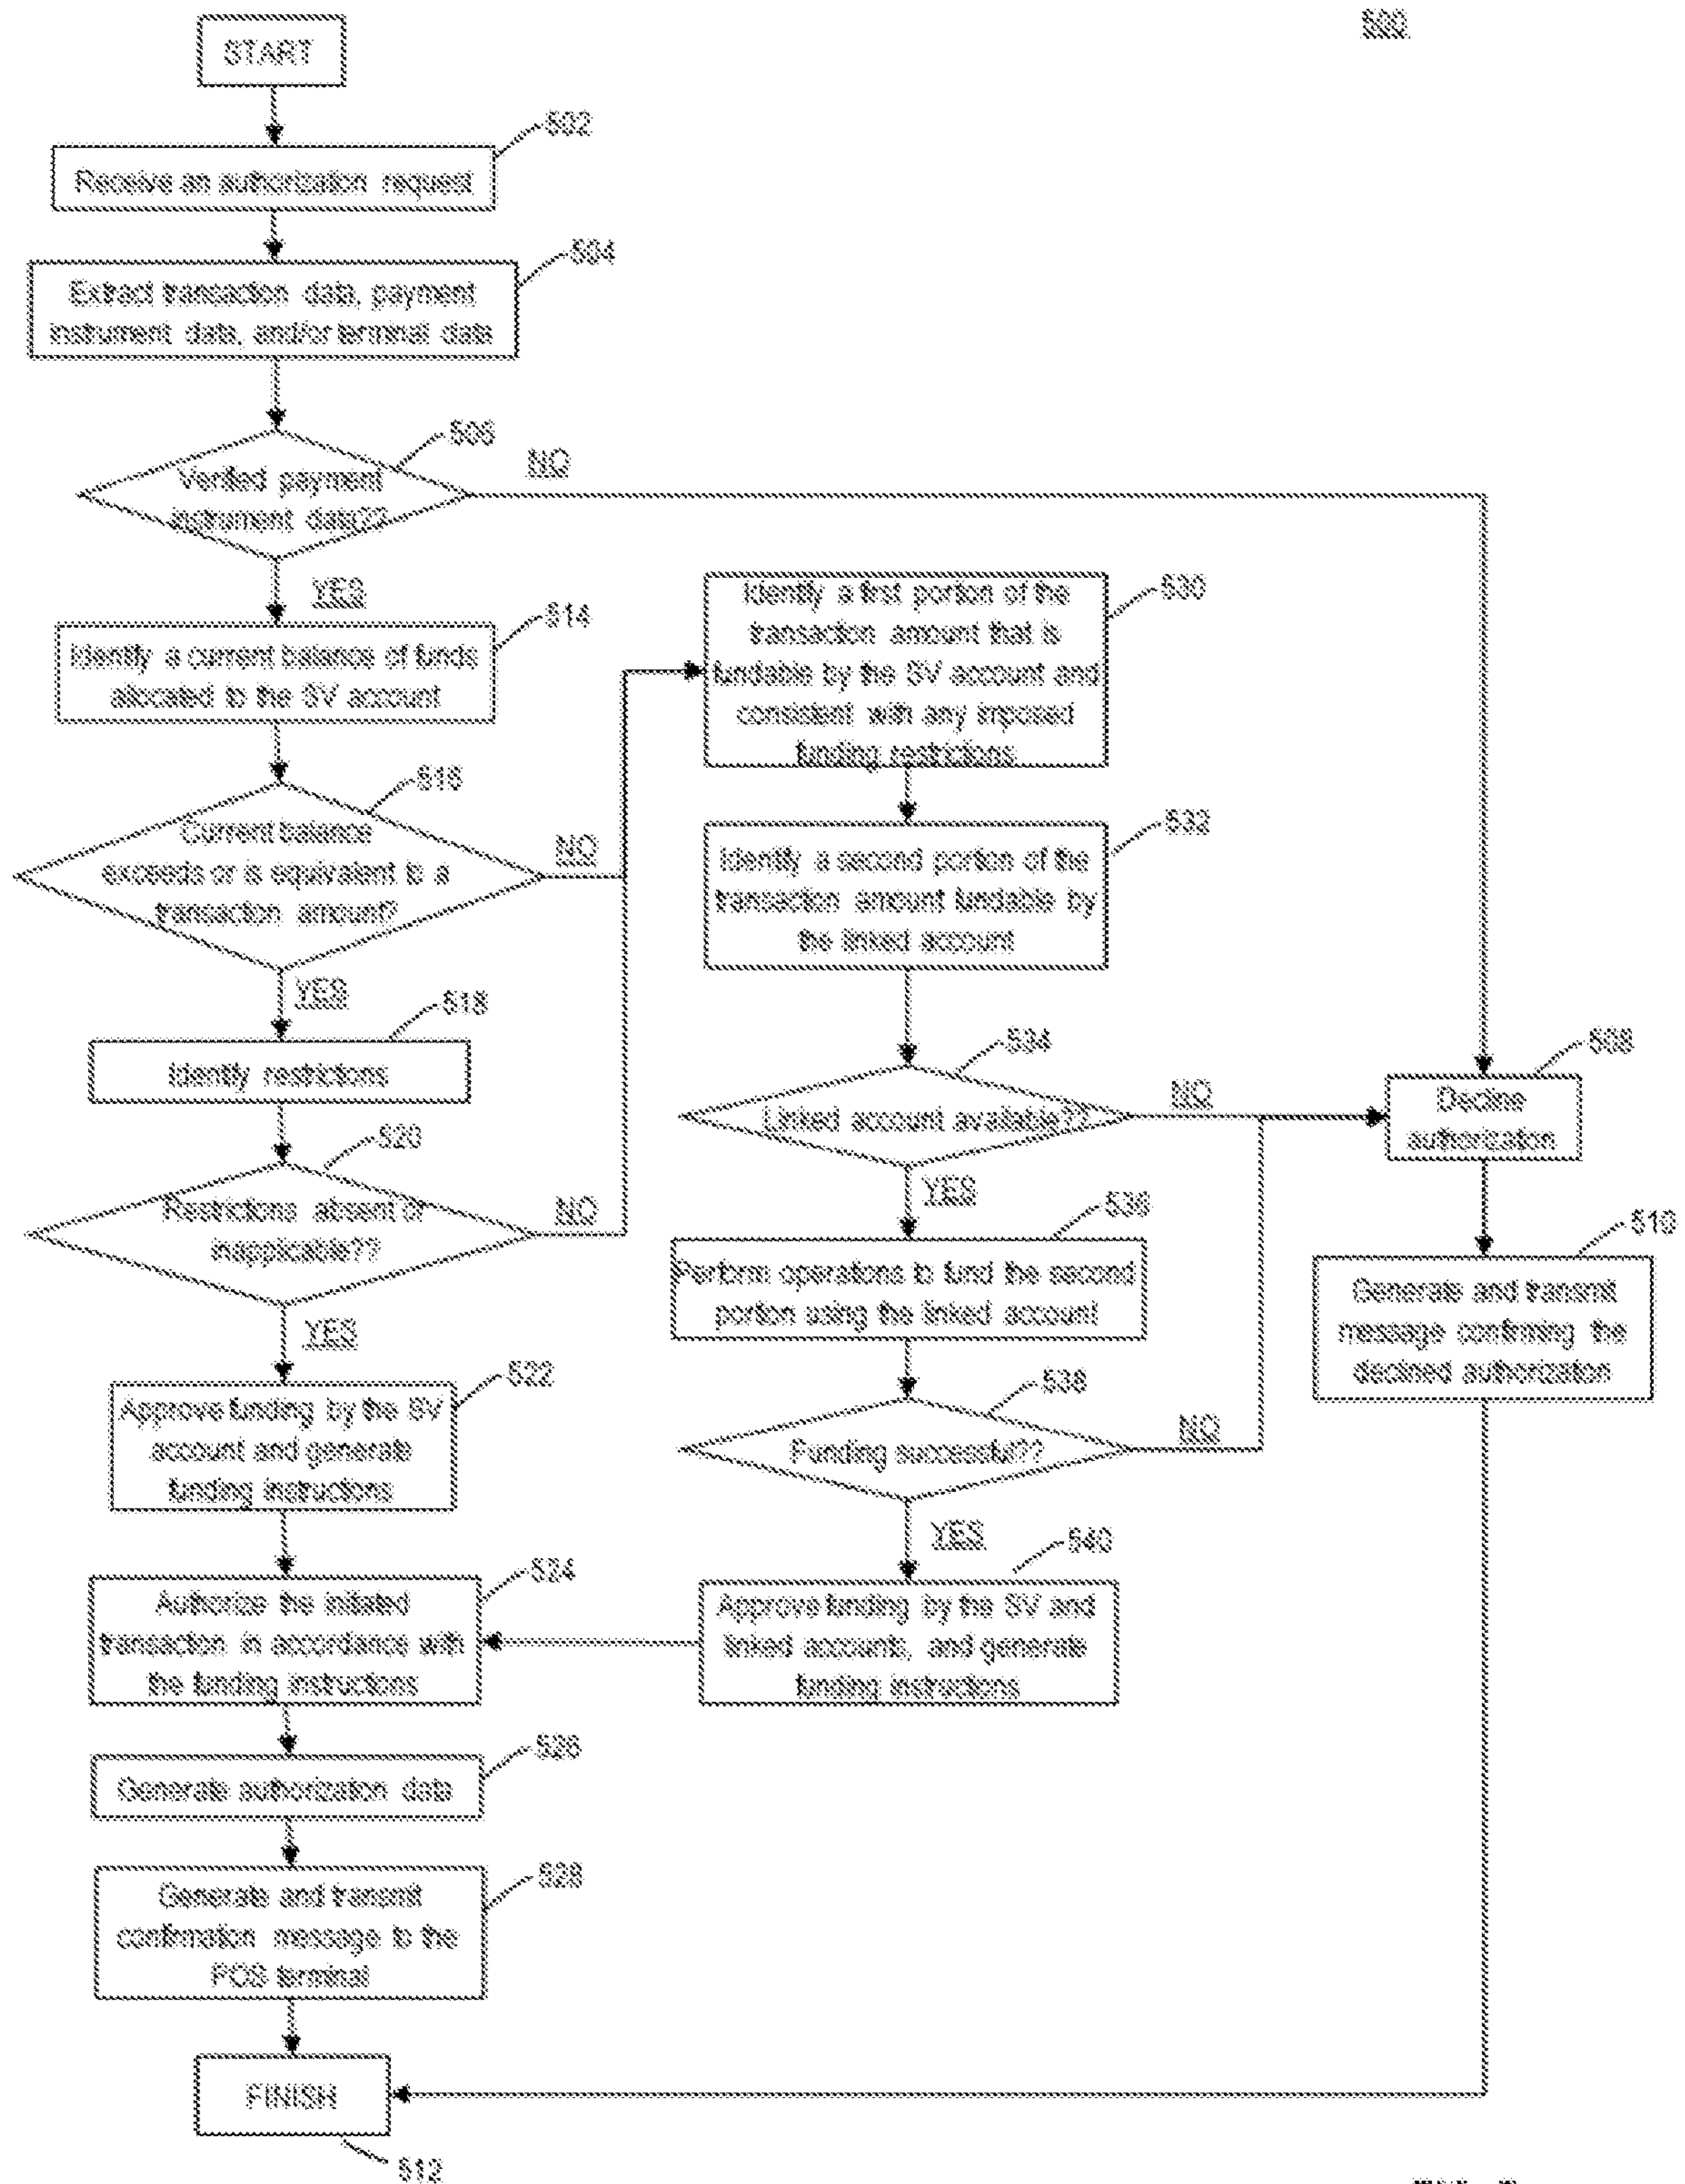 500
START
502
Receive an authorization request
504
Extract transaction data, payment
instrument data, and/or terminal data
506
Verified payment
instrument data??
NO
YES
514
Identify a current balance of funds
allocated to the SV account
516
Current balance
exceeds or is equivalent to a
transaction amount?
NO
YES
518
Identify restrictions
520
Restrictions absent or
inapplicable??
NO
YES
522
Approve funding by the SV
account and generate
funding instructions
524
Authorize the initiated
transaction in accordance with
the funding instructions
526
Generate authorization data
528
Generate and transmit
confirmation message to the
POS terminal
FINISH
512
530
Identify a first portion of the
transaction amount that is
fundable by the SV account and
consistent with any imposed
funding restrictions
532
Identify a second portion of the
transaction amount fundable by
the linked account
534
Linked account available??
NO
YES
536
Perform operations to fund the second
portion using the linked account
538
Funding successful??
NO
YES
540
Approve funding by the SV and
linked accounts, and generate
funding instructions
508
Decline
authorization
510
Generate and transmit
message confirming the
declined authorization